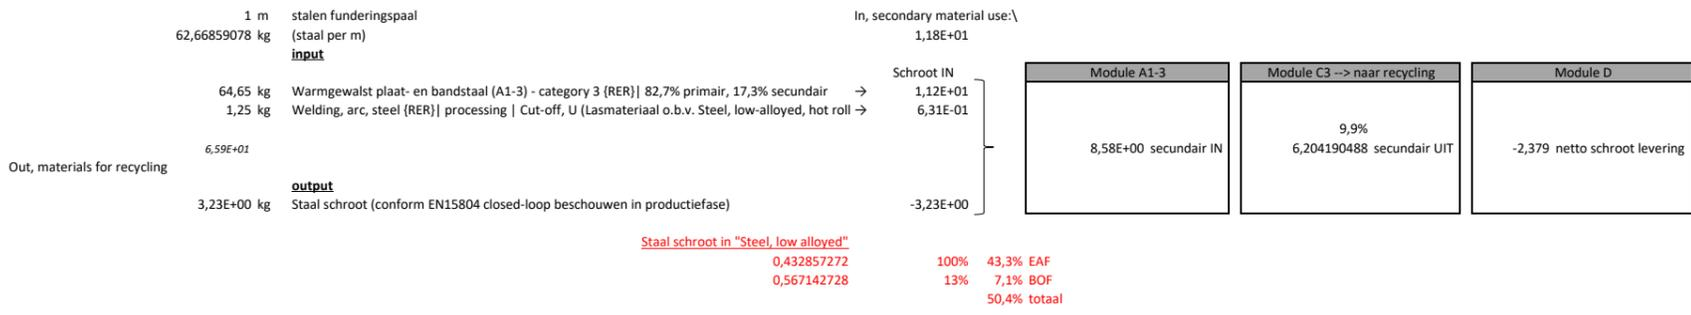 1 m stalen funderingspaal In, secondary material use:\
62,66859078 kg (staal per m) 1,18E+01
input
Schroot IN Module A1-3 Module C3 --> naar recycling Module D
64,65 kg Warmgewalst plaat- en bandstaal (A1-3) - category 3 {RER}| 82,7% primair, 17,3% secundair → 1,12E+01
1,25 kg Welding, arc, steel {RER}| processing | Cut-off, U (Lasmateriaal o.b.v. Steel, low-alloyed, hot roll → 6,31E-01
9,9%
6,59E+01 8,58E+00 secundair IN 6,204190488 secundair UIT -2,379 netto schroot levering
Out, materials for recycling
output
3,23E+00 kg Staal schroot (conform EN15804 closed-loop beschouwen in productiefase) -3,23E+00
Staal schroot in "Steel, low alloyed"
0,432857272 100% 43,3% EAF
0,567142728 13% 7,1% BOF
50,4% totaal